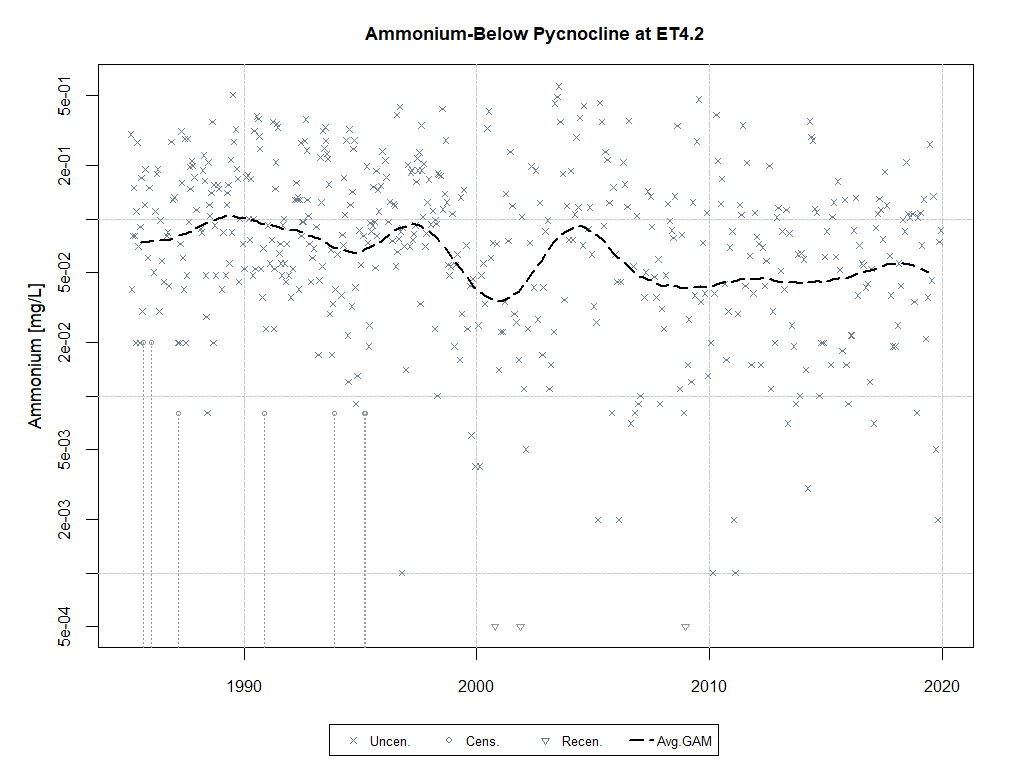 Ammonium-Below Pycnocline at ET4.2
Ammonium [mg/L]
5e-01
2e-01
5e-02
2e-02
5e-03
2e-03
5e-04
1990 2000 2010 2020
Uncen. Cens. Recen. Avg.GAM